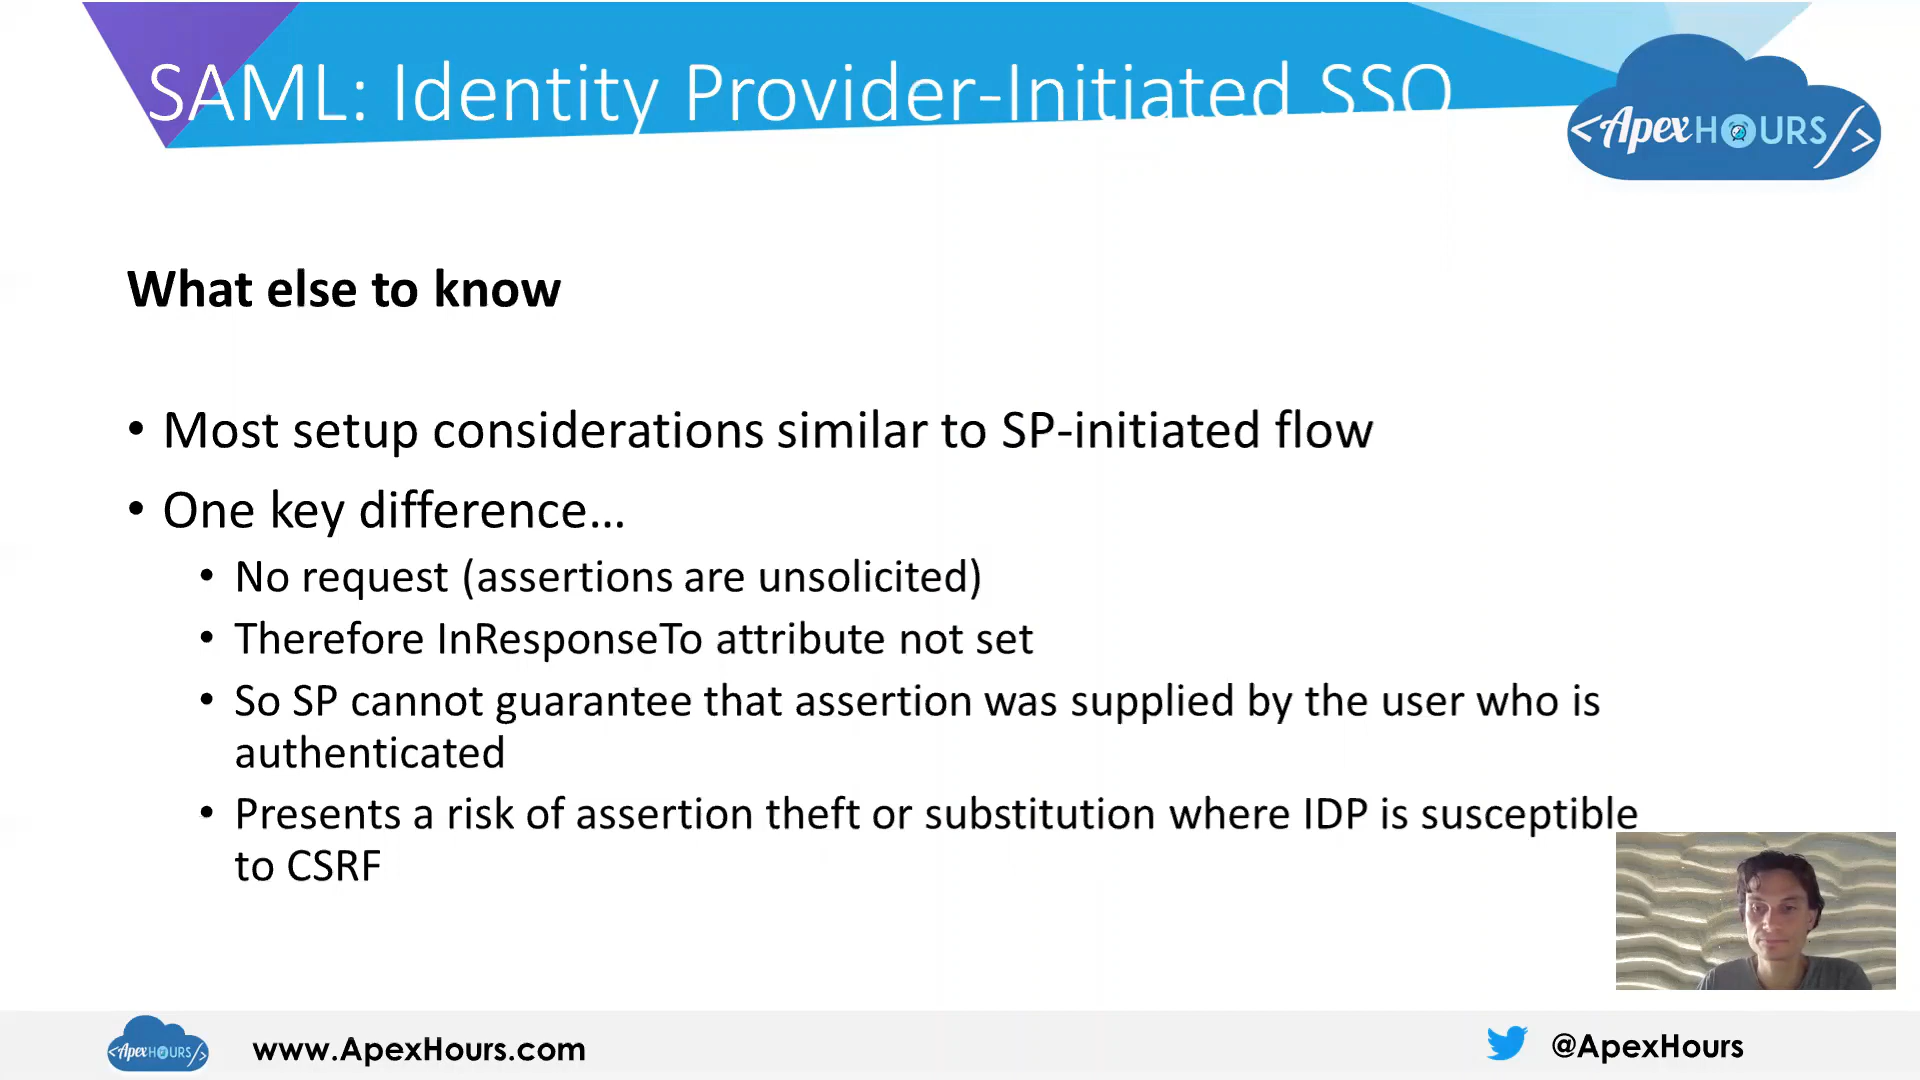 SAML: Identity Provider-Initiated SSO
<ApexHOURS/>
What else to know
• Most setup considerations similar to SP-initiated flow
• One key difference...
• No request (assertions are unsolicited)
• Therefore InResponseTo attribute not set
• So SP cannot guarantee that assertion was supplied by the user who is
authenticated
• Presents a risk of assertion theft or substitution where IDP is susceptible
to CSRF
<ApexHOURS/>
www.ApexHours.com
@ApexHours